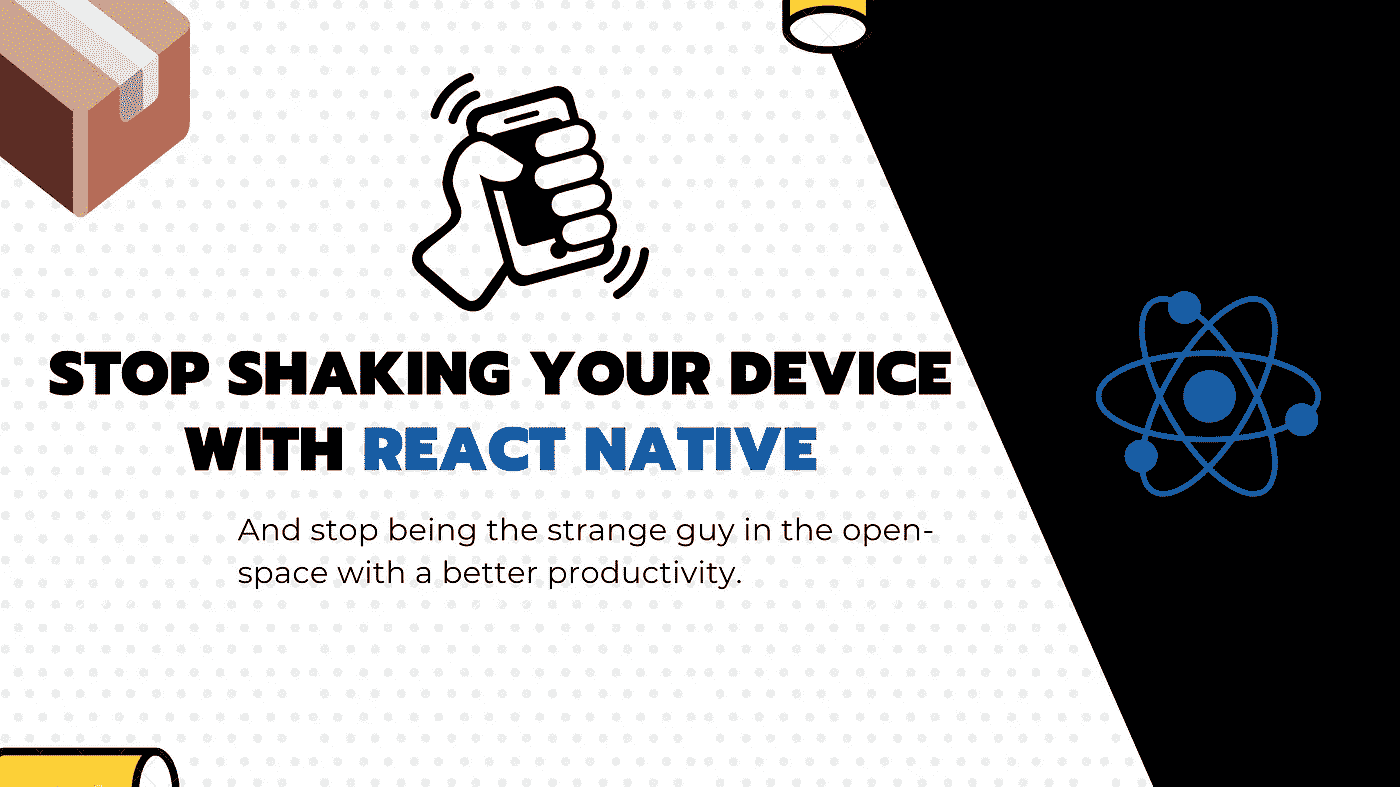 STOP SHAKING YOUR DEVICE
WITH REACT NATIVE
And stop being the strange guy in the open-
space with a better productivity.